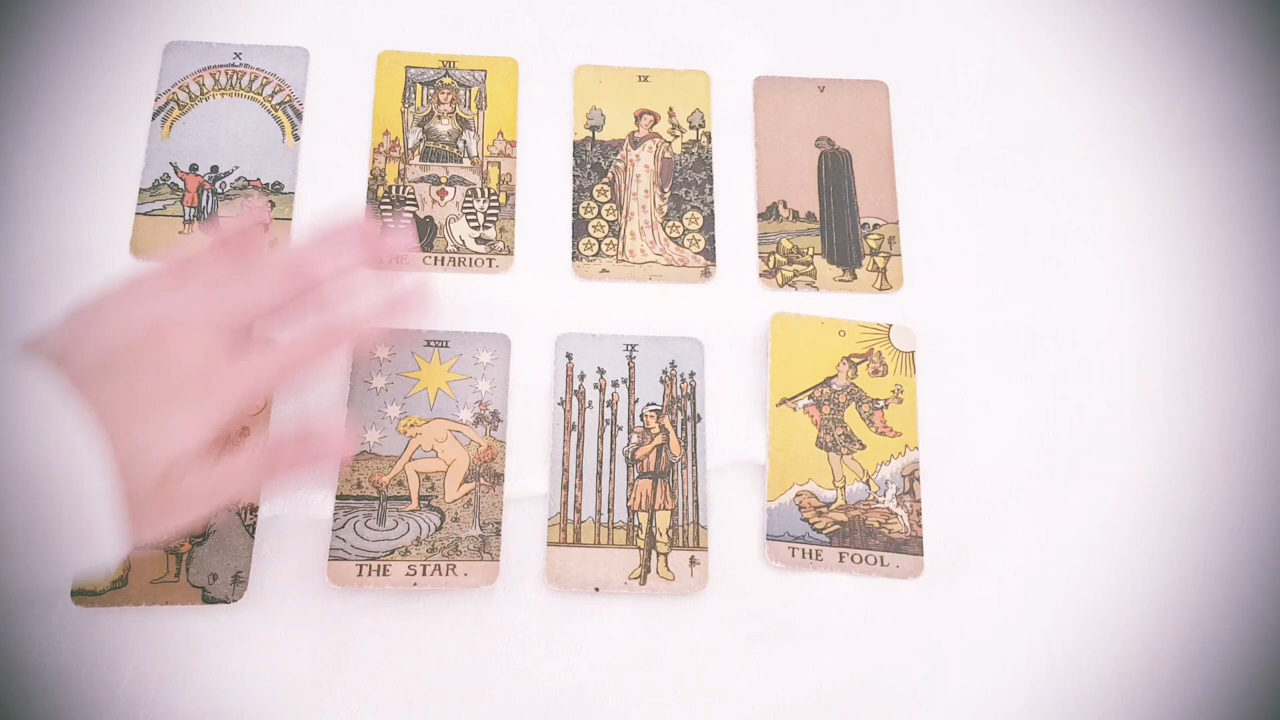 X
VII
IX
V
THE CHARIOT.
XVII
IX
0
THE STAR.
THE FOOL.